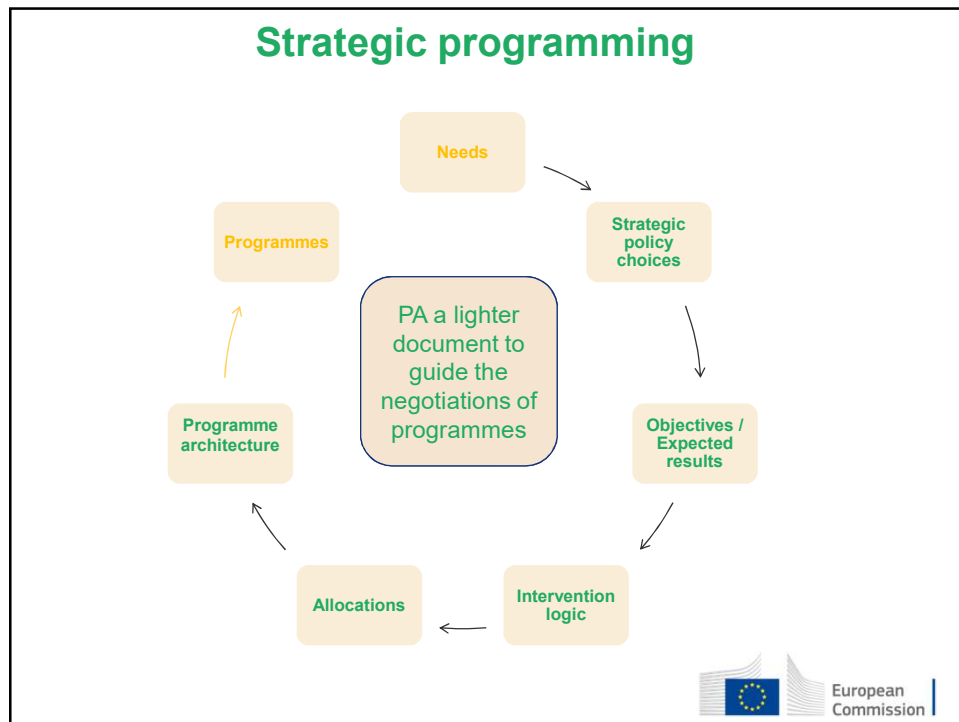 Strategic programming
Needs
Strategic
policy
choices
Objectives /
Expected
results
Intervention
logic
Allocations
Programme
architecture
Programmes
PA a lighter
document to
guide the
negotiations of
programmes
European
Commission